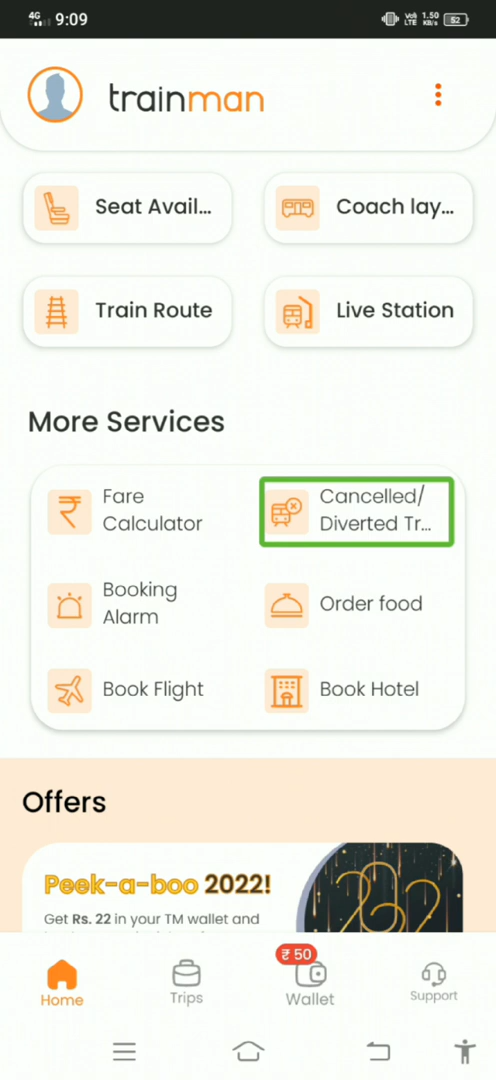 4G 9:09 Vo) LTE 1.50 KB/s 52
trainman
Seat Avail... Coach lay...
Train Route Live Station
More Services
Fare Calculator
Cancelled/
Diverted Tr...
Booking
Alarm
Order food
Book Flight Book Hotel
Offers
Peek-a-boo 2022!
Get Rs. 22 in your TM wallet and
₹ 50
Home Trips Wallet Support